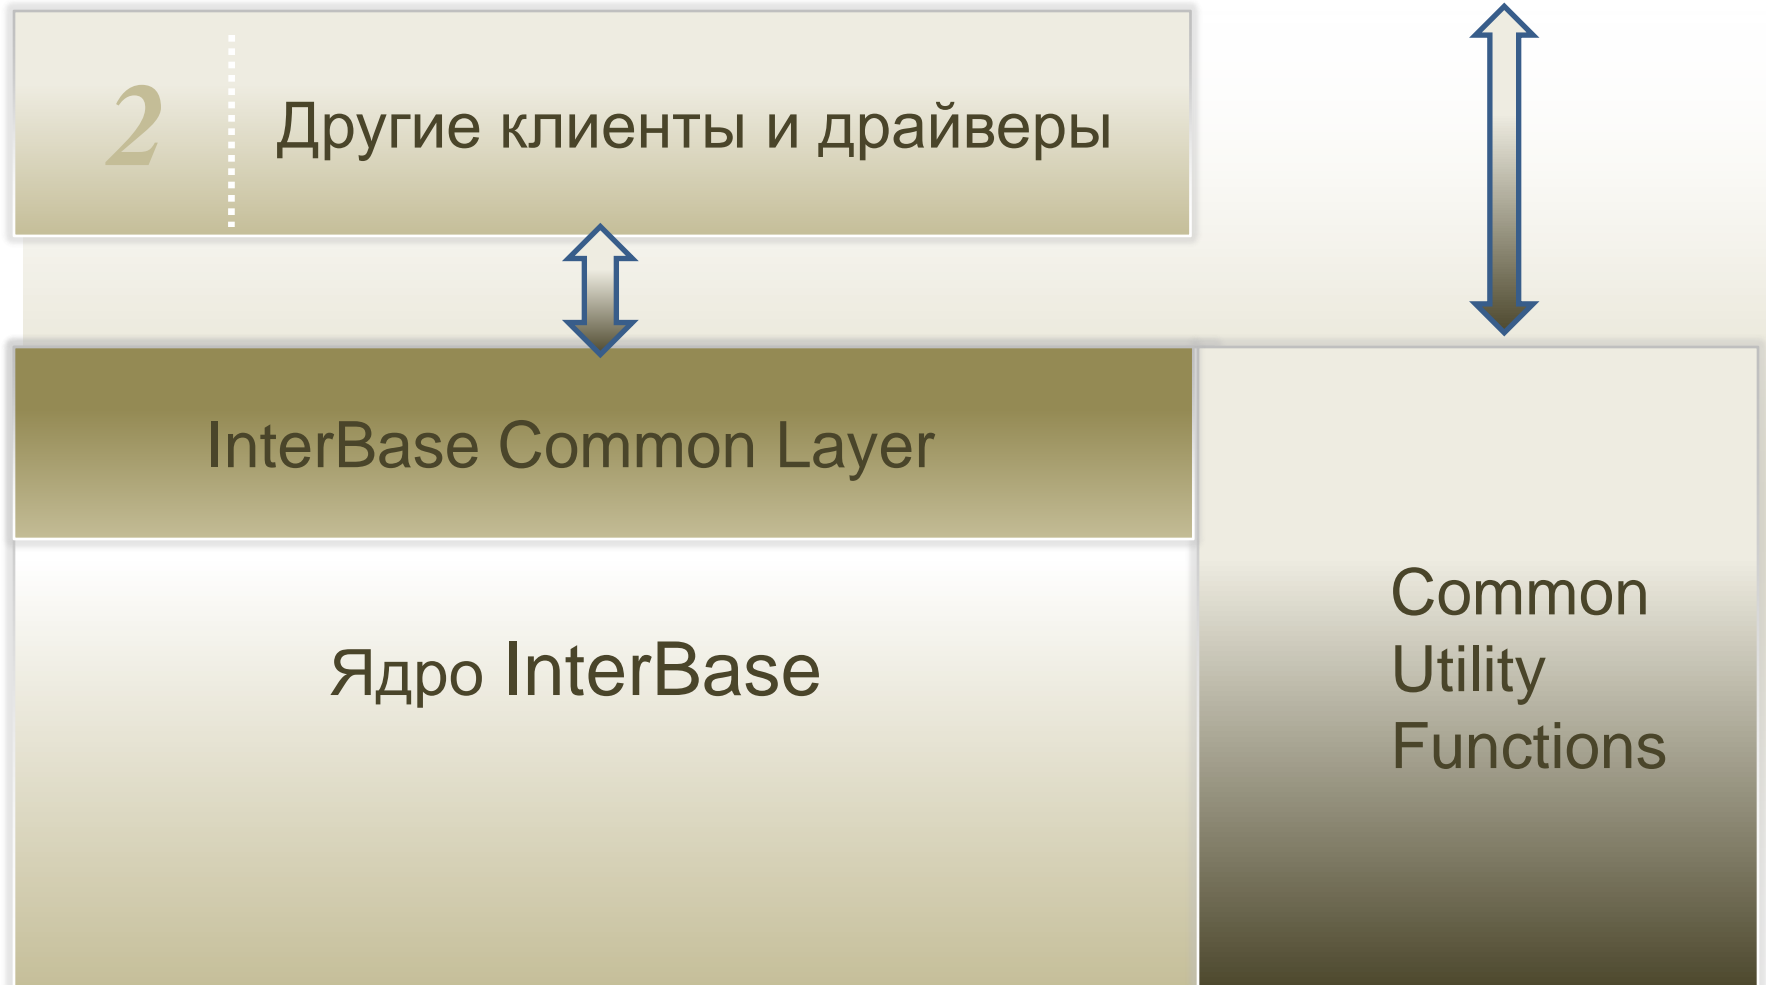 2
Другие клиенты и драйверы
InterBase Common Layer
Ядро InterBase
Common
Utility
Functions